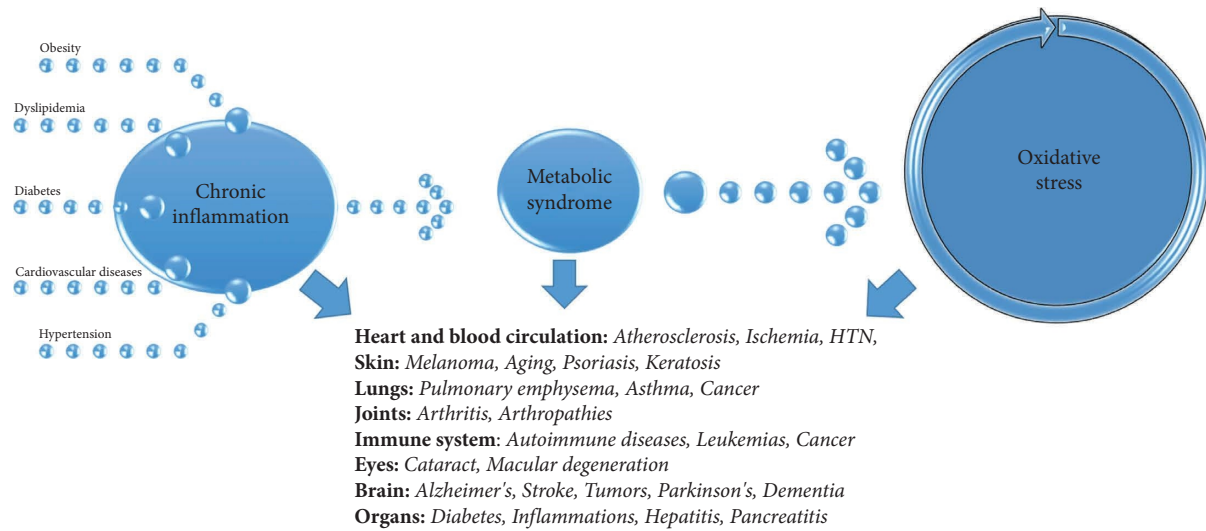 Obesity
Dyslipidemia
Diabetes
Cardiovascular diseases
Hypertension
Chronic
inflammation
Metabolic
syndrome
Oxidative
stress
Heart and blood circulation: Atherosclerosis, Ischemia, HTN,
Skin: Melanoma, Aging, Psoriasis, Keratosis
Lungs: Pulmonary emphysema, Asthma, Cancer
Joints: Arthritis, Arthropathies
Immune system: Autoimmune diseases, Leukemias, Cancer
Eyes: Cataract, Macular degeneration
Brain: Alzheimer's, Stroke, Tumors, Parkinson's, Dementia
Organs: Diabetes, Inflammations, Hepatitis, Pancreatitis